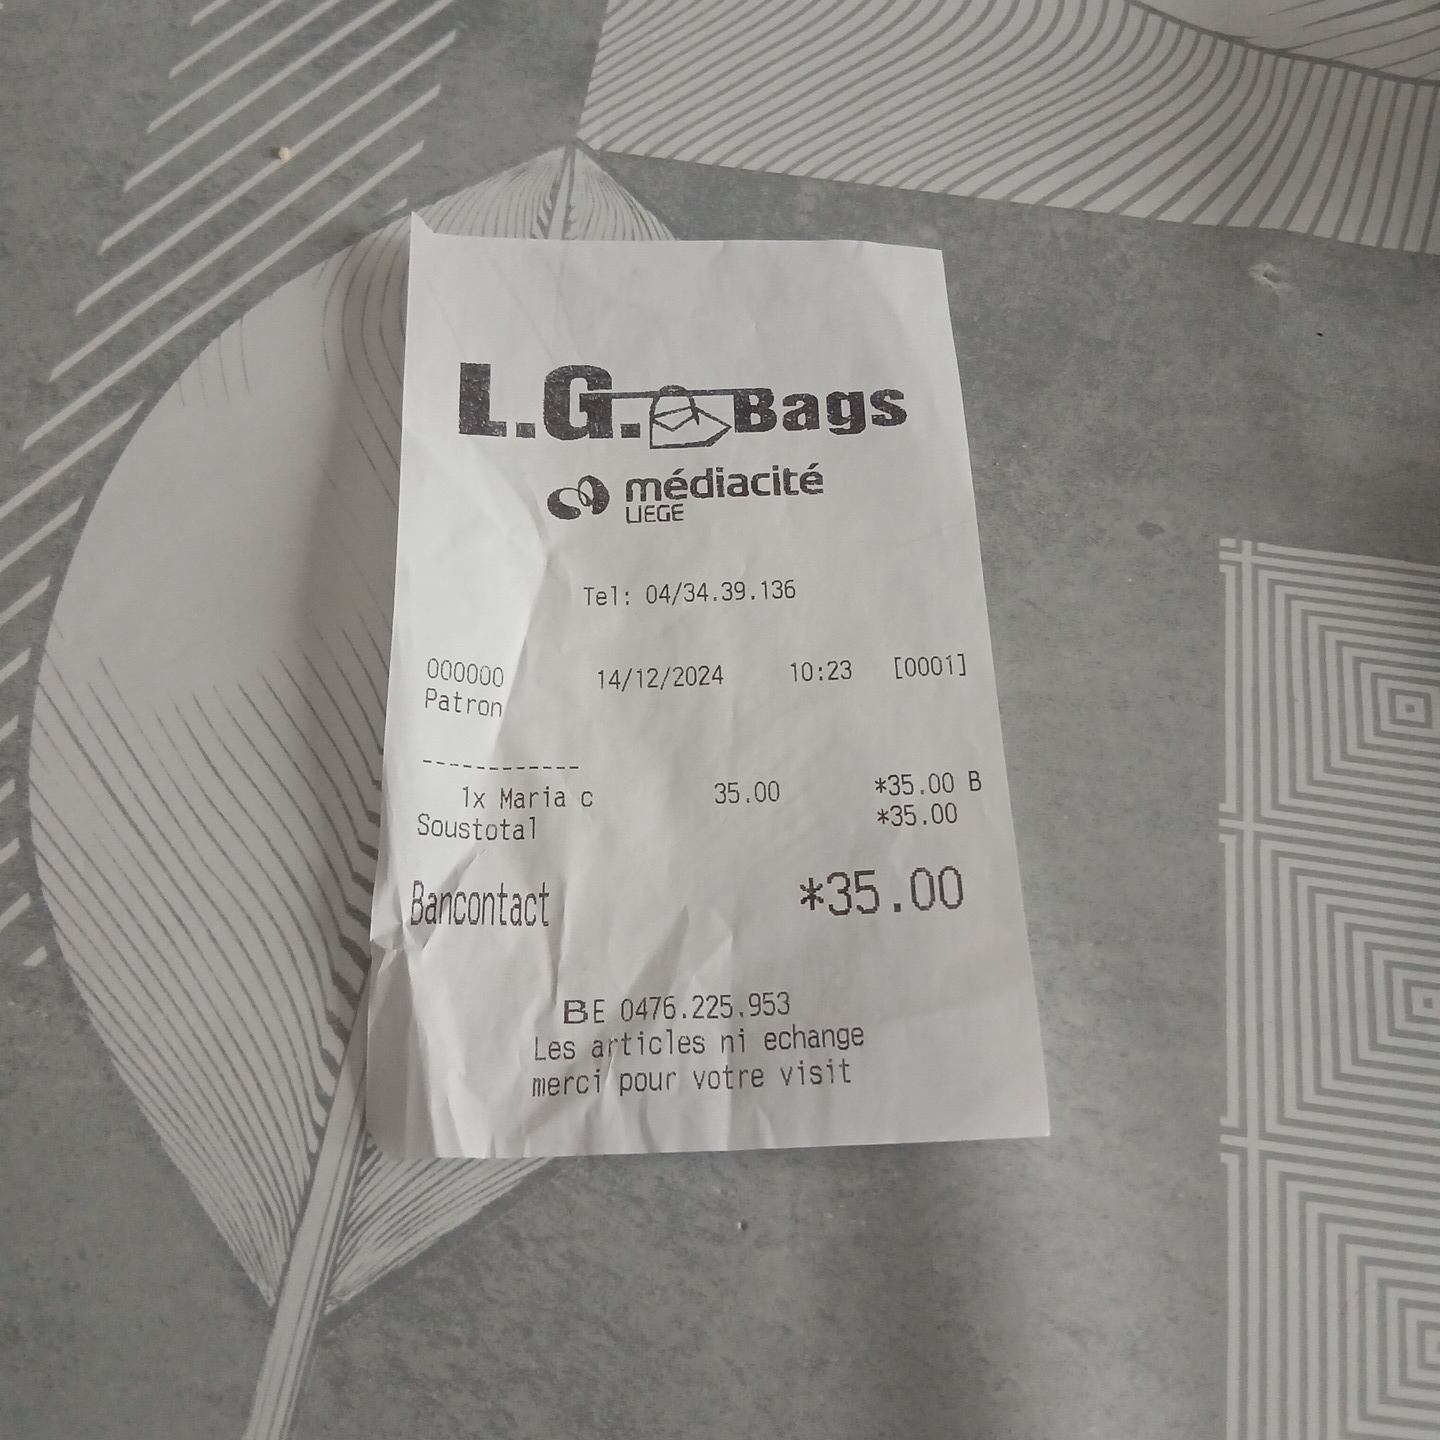 L.G. Bags
médiacité
LIEGE
Tel: 04/34.39.136
000000 14/12/2024 10:23 [0001]
Patron
------------
1x Maria c 35.00 *35.00 B
Soustotal *35.00
Bancontact *35.00
BE 0476.225.953
Les articles ni echange
merci pour votre visit